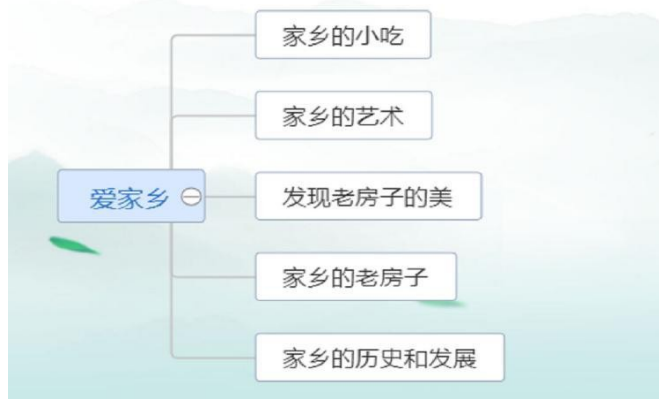 家乡的小吃
家乡的艺术
爱家乡
发现老房子的美
家乡的老房子
家乡的历史和发展